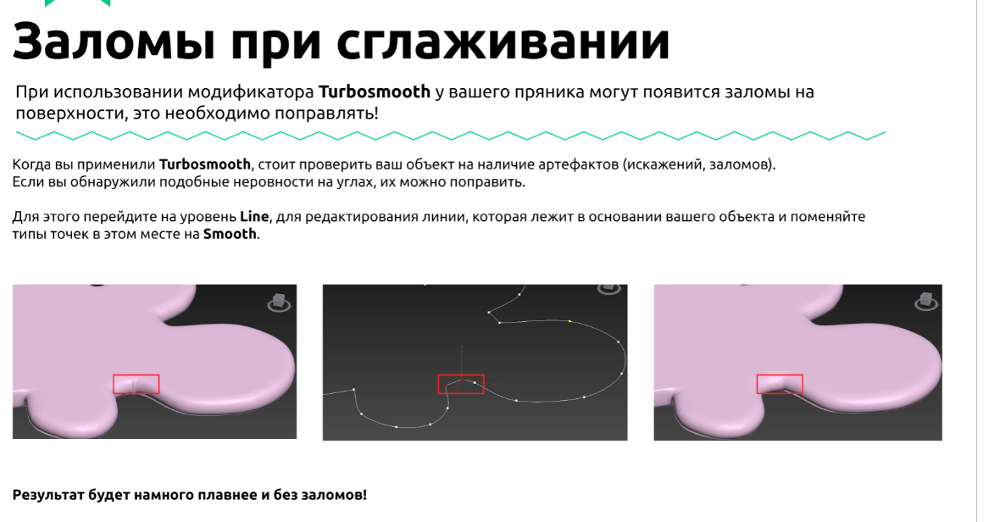 Заломы при сглаживании
При использовании модификатора Turbosmooth у вашего пряника могут появится заломы на
поверхности, это необходимо поправлять!
Когда вы применили Turbosmooth, стоит проверить ваш объект на наличие артефактов (искажений, заломов).
Если вы обнаружили подобные неровности на углах, их можно поправить.
Для этого перейдите на уровень Line, для редактирования линии, которая лежит в основании вашего объекта и поменяйте
типы точек в этом месте на Smooth.
Результат будет намного плавнее и без заломов!